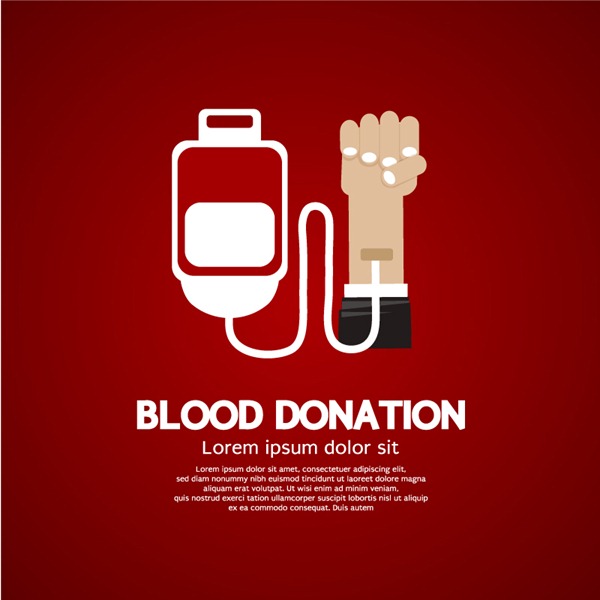 BLOOD DONATION
Lorem ipsum dolor sit
Lorem ipsum dolor sit amet, consectetuer adipiscing elit,
sed diam nonummy nibh euismod tincidunt ut laoreet dolore magna
aliquam erat volutpat. Ut wisi enim ad minim veniam,
quis nostrud exerci tation ullamcorper suscipit lobortis nisl ut aliquip
ex ea commodo consequat. Duis autem